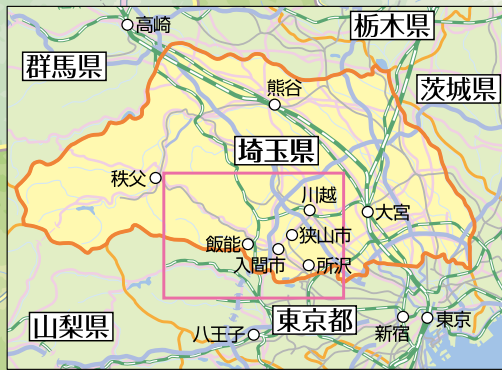 高崎
栃木県
群馬県
茨城県
熊谷
埼玉県
秩父
川越
大宮
飯能
狭山市
入間市
所沢
山梨県
東京都
八王子
新宿
東京